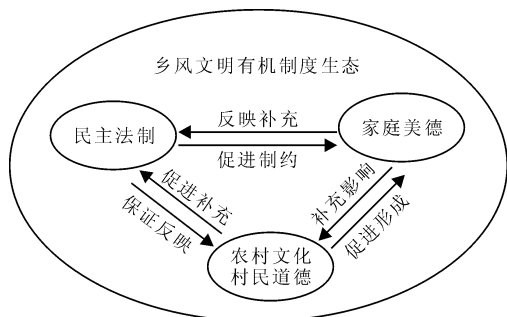 乡风文明有机制度生态
反映补充
民主法制
家庭美德
促进制约
促进补充
保证反映
补充影响
促进形成
农村文化
村民道德